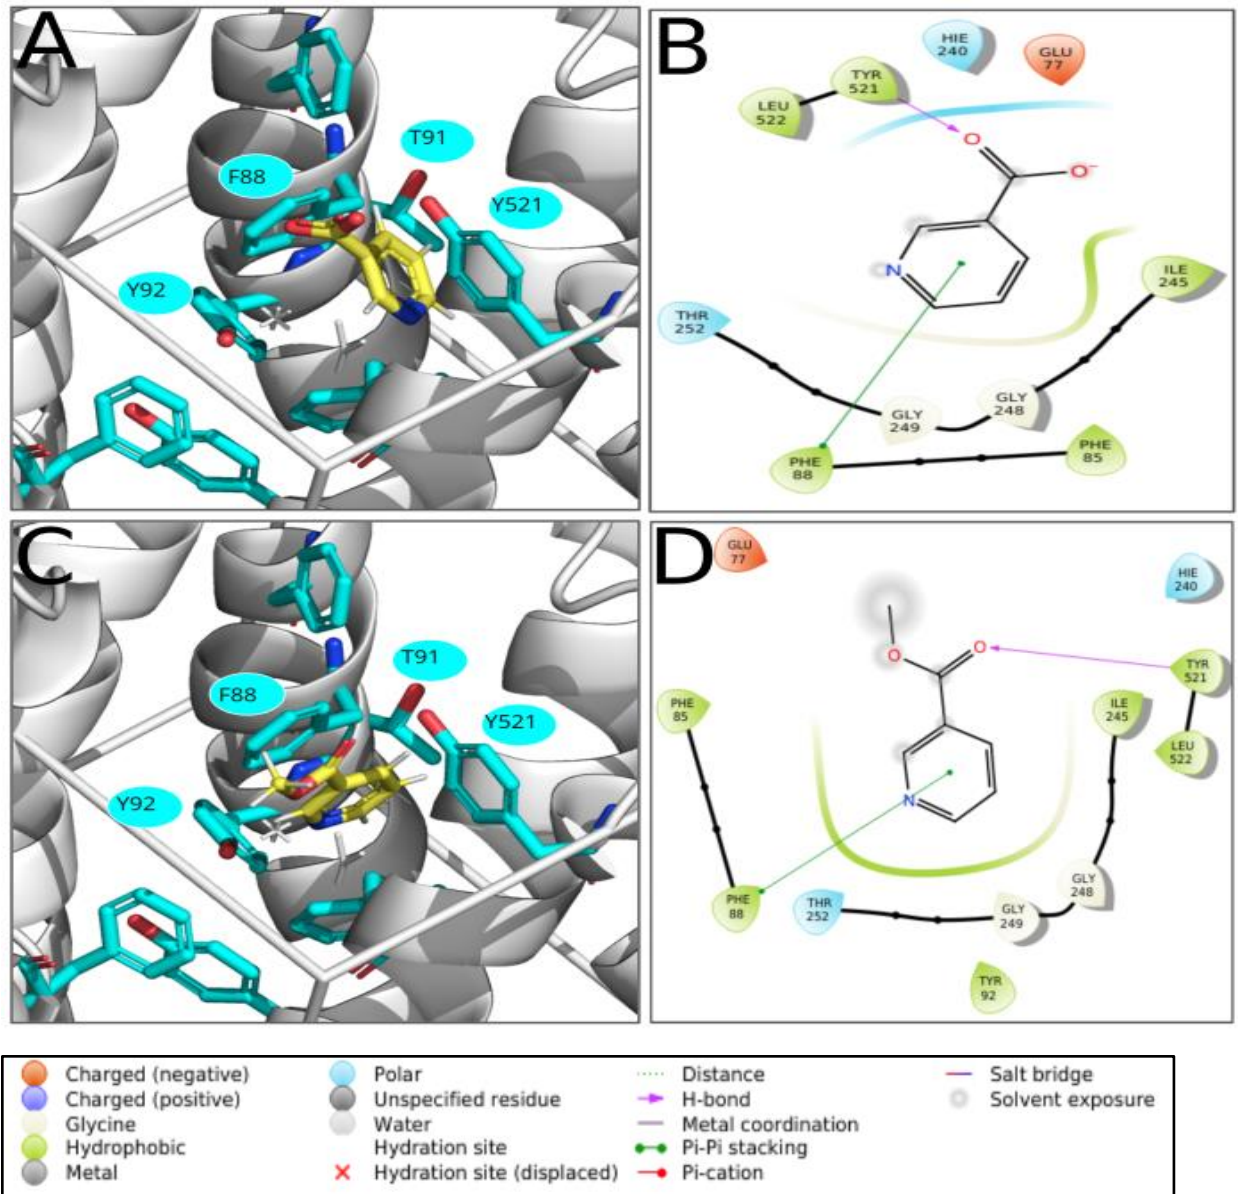 A
T91
F88
Y521
Y92
B
HIE
240
GLU
77
TYR
521
LEU
522
O
O⁻
N
ILE
245
THR
252
GLY
248
GLY
249
PHE
85
PHE
88
C
T91
F88
Y521
Y92
D
GLU
77
HIE
240
O
O
TYR
521
PHE
85
ILE
245
LEU
522
N
GLY
248
PHE
88
THR
252
GLY
249
TYR
92
Charged (negative) Polar Distance Salt bridge
Charged (positive) Unspecified residue H-bond Solvent exposure
Glycine Water Metal coordination
Hydrophobic Hydration site Pi-Pi stacking
Metal Hydration site (displaced) Pi-cation